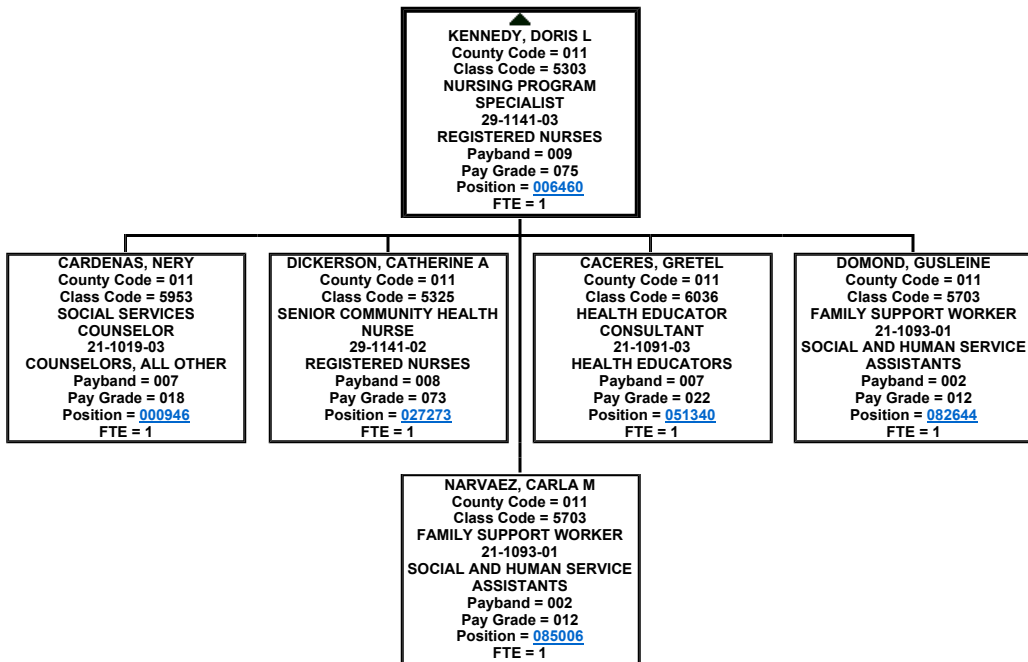 KENNEDY, DORIS L
County Code = 011
Class Code = 5303
NURSING PROGRAM
SPECIALIST
29-1141-03
REGISTERED NURSES
Payband = 009
Pay Grade = 075
Position = 006460
FTE = 1
CARDENAS, NERY
County Code = 011
Class Code = 5953
SOCIAL SERVICES
COUNSELOR
21-1019-03
COUNSELORS, ALL OTHER
Payband = 007
Pay Grade = 018
Position = 000946
FTE = 1
DICKERSON, CATHERINE A
County Code = 011
Class Code = 5325
SENIOR COMMUNITY HEALTH
NURSE
29-1141-02
REGISTERED NURSES
Payband = 008
Pay Grade = 073
Position = 027273
FTE = 1
CACERES, GRETEL
County Code = 011
Class Code = 6036
HEALTH EDUCATOR
CONSULTANT
21-1091-03
HEALTH EDUCATORS
Payband = 007
Pay Grade = 022
Position = 051340
FTE = 1
DOMOND, GUSLEINE
County Code = 011
Class Code = 5703
FAMILY SUPPORT WORKER
21-1093-01
SOCIAL AND HUMAN SERVICE
ASSISTANTS
Payband = 002
Pay Grade = 012
Position = 082644
FTE = 1
NARVAEZ, CARLA M
County Code = 011
Class Code = 5703
FAMILY SUPPORT WORKER
21-1093-01
SOCIAL AND HUMAN SERVICE
ASSISTANTS
Payband = 002
Pay Grade = 012
Position = 085006
FTE = 1